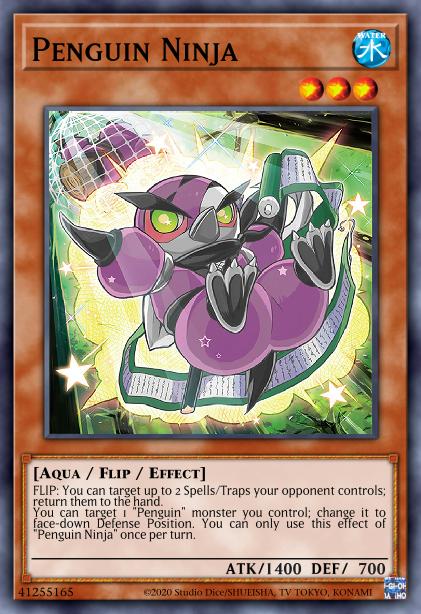 PENGUIN NINJA
WATER
水
[AQUA / FLIP / EFFECT]
FLIP: You can target up to 2 Spells/Traps your opponent controls;
return them to the hand.
You can target 1 "Penguin" monster you control; change it to
face-down Defense Position. You can only use this effect of
"Penguin Ninja" once per turn.
ATK/1400 DEF/ 700
41255165
©2020 Studio Dice/SHUEISHA, TV TOKYO, KONAMI